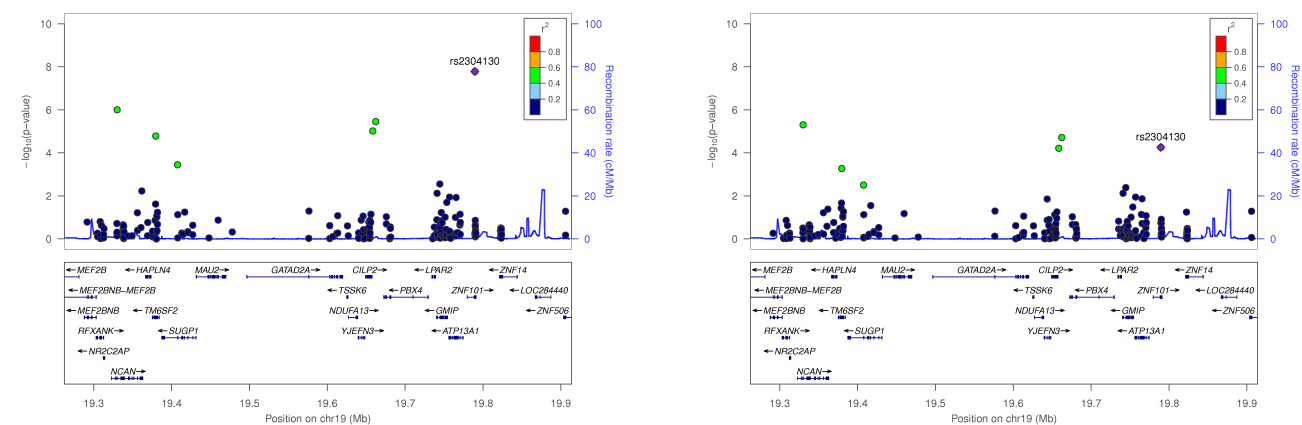 10
8
6
4
2
0
−log₁₀(p−value)
100
80
60
40
20
0
Recombination rate (cM/Mb)
r²
0.8
0.6
0.4
0.2
rs2304130
←MEF2B
HAPLN4
MAU2→
GATAD2A→
CILP2→
←LPAR2
←ZNF14
←MEF2BNB−MEF2B
←TSSK6
←PBX4
ZNF101→
←LOC284440
←MEF2BNB
←TM6SF2
NDUFA13→
←GMIP
←ZNF506
RFXANK→
←SUGP1
YJEFN3→
←ATP13A1
←NR2C2AP
NCAN→
19.3
19.4
19.5
19.6
19.7
19.8
19.9
Position on chr19 (Mb)
10
8
6
4
2
0
−log₁₀(p−value)
100
80
60
40
20
0
Recombination rate (cM/Mb)
r²
0.8
0.6
0.4
0.2
rs2304130
←MEF2B
←HAPLN4
MAU2→
GATAD2A→
CILP2→
←LPAR2
←ZNF14
←MEF2BNB−MEF2B
←TSSK6
←PBX4
ZNF101→
←LOC284440
←MEF2BNB
←TM6SF2
NDUFA13→
←GMIP
←ZNF506
RFXANK→
←SUGP1
YJEFN3→
←ATP13A1
←NR2C2AP
NCAN→
19.3
19.4
19.5
19.6
19.7
19.8
19.9
Position on chr19 (Mb)